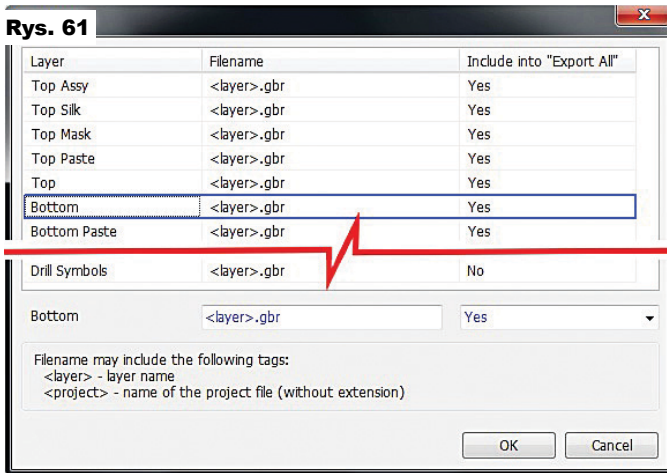 Rys. 61
Layer Filename Include into "Export All"
Top Assy <layer>.gbr Yes
Top Silk <layer>.gbr Yes
Top Mask <layer>.gbr Yes
Top Paste <layer>.gbr Yes
Top <layer>.gbr Yes
Bottom <layer>.gbr Yes
Bottom Paste <layer>.gbr Yes
Drill Symbols <layer>.gbr No
Bottom <layer>.gbr Yes
Filename may include the following tags:
<layer> - layer name
<project> - name of the project file (without extension)
OK Cancel